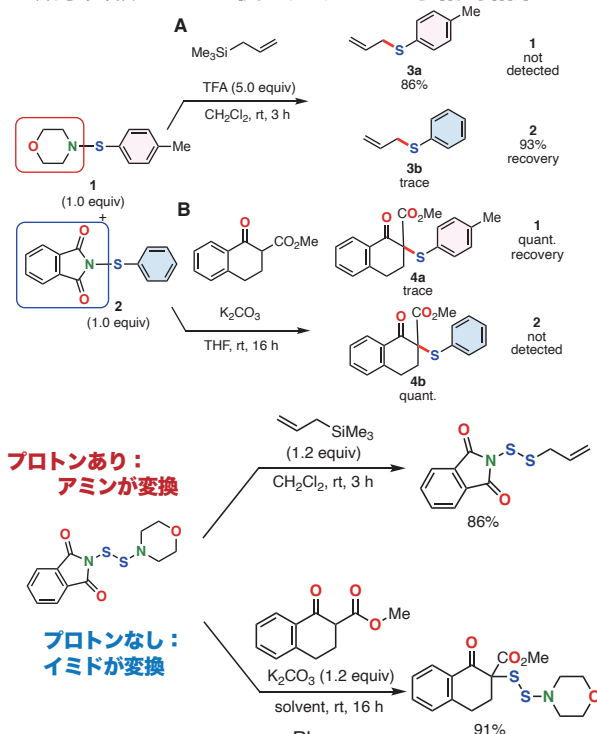 A
Me3Si
TFA (5.0 equiv)
CH2Cl2, rt, 3 h
S
Me
3a
86%
1
not
detected
S
3b
trace
2
93%
recovery
O
N
S
Me
1
(1.0 equiv)
+
O
N
S
O
2
(1.0 equiv)
B
O
CO2Me
K2CO3
THF, rt, 16 h
O
CO2Me
S
Me
4a
trace
1
quant.
recovery
O
CO2Me
S
4b
quant.
2
not
detected
プロトンあり：
アミンが変換
O
N
S
S
N
O
O
プロトンなし：
イミドが変換
SiMe3
(1.2 equiv)
CH2Cl2, rt, 3 h
O
N
S
S
O
86%
O
O
O
Me
K2CO3 (1.2 equiv)
solvent, rt, 16 h
O
CO2Me
S
S
N
O
91%